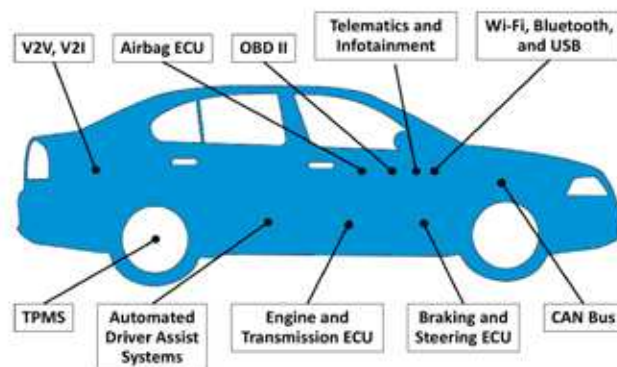 V2V, V2I
Airbag ECU
OBD II
Telematics and
Infotainment
Wi-Fi, Bluetooth,
and USB
TPMS
Automated
Driver Assist
Systems
Engine and
Transmission ECU
Braking and
Steering ECU
CAN Bus